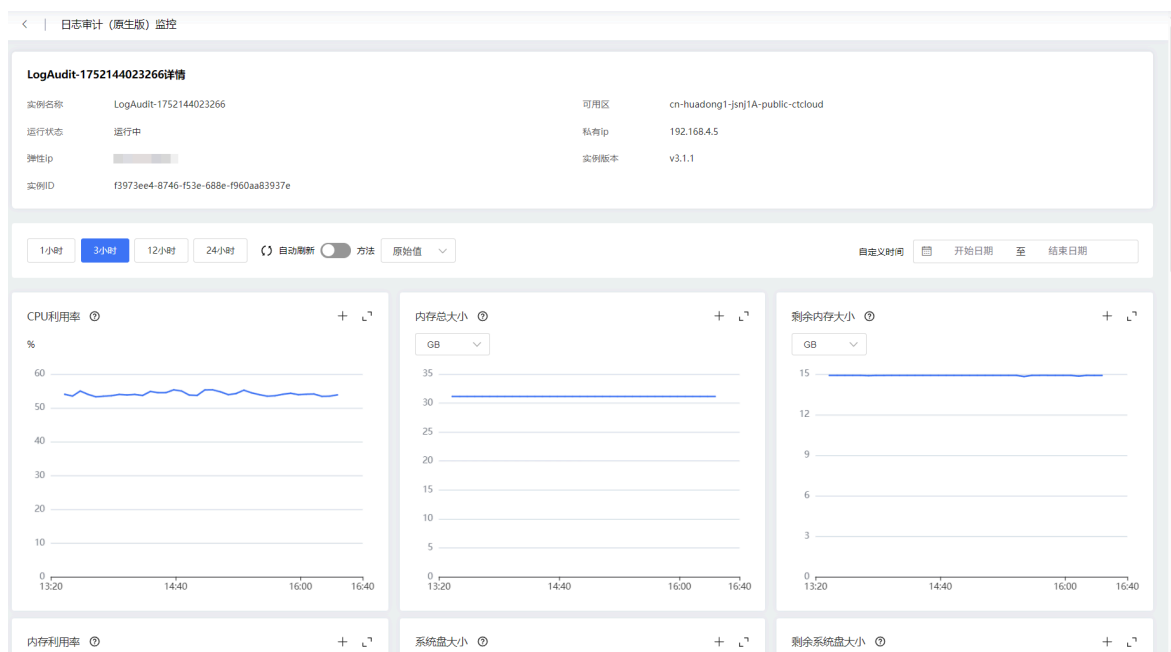 日志审计（原生版）监控
LogAudit-1752144023266详情
实例名称 LogAudit-1752144023266 可用区 cn-huadong1-jsnj1A-public-ctcloud
运行状态 运行中 私有ip 192.168.4.5
弹性ip 实例版本 v3.1.1
实例ID f3973ee4-8746-f53e-688e-f960aa83937e
1小时 3小时 12小时 24小时 自动刷新 方法 原始值 自定义时间 开始日期 至 结束日期
CPU利用率 内存总大小 剩余内存大小
% GB GB
60 35 15
50 30 12
40 25 9
30 20 6
20 15 3
10 10 0
0 5
0
13:20 14:40 16:00 16:40 13:20 14:40 16:00 16:40 13:20 14:40 16:00 16:40
内存利用率 系统盘大小 剩余系统盘大小